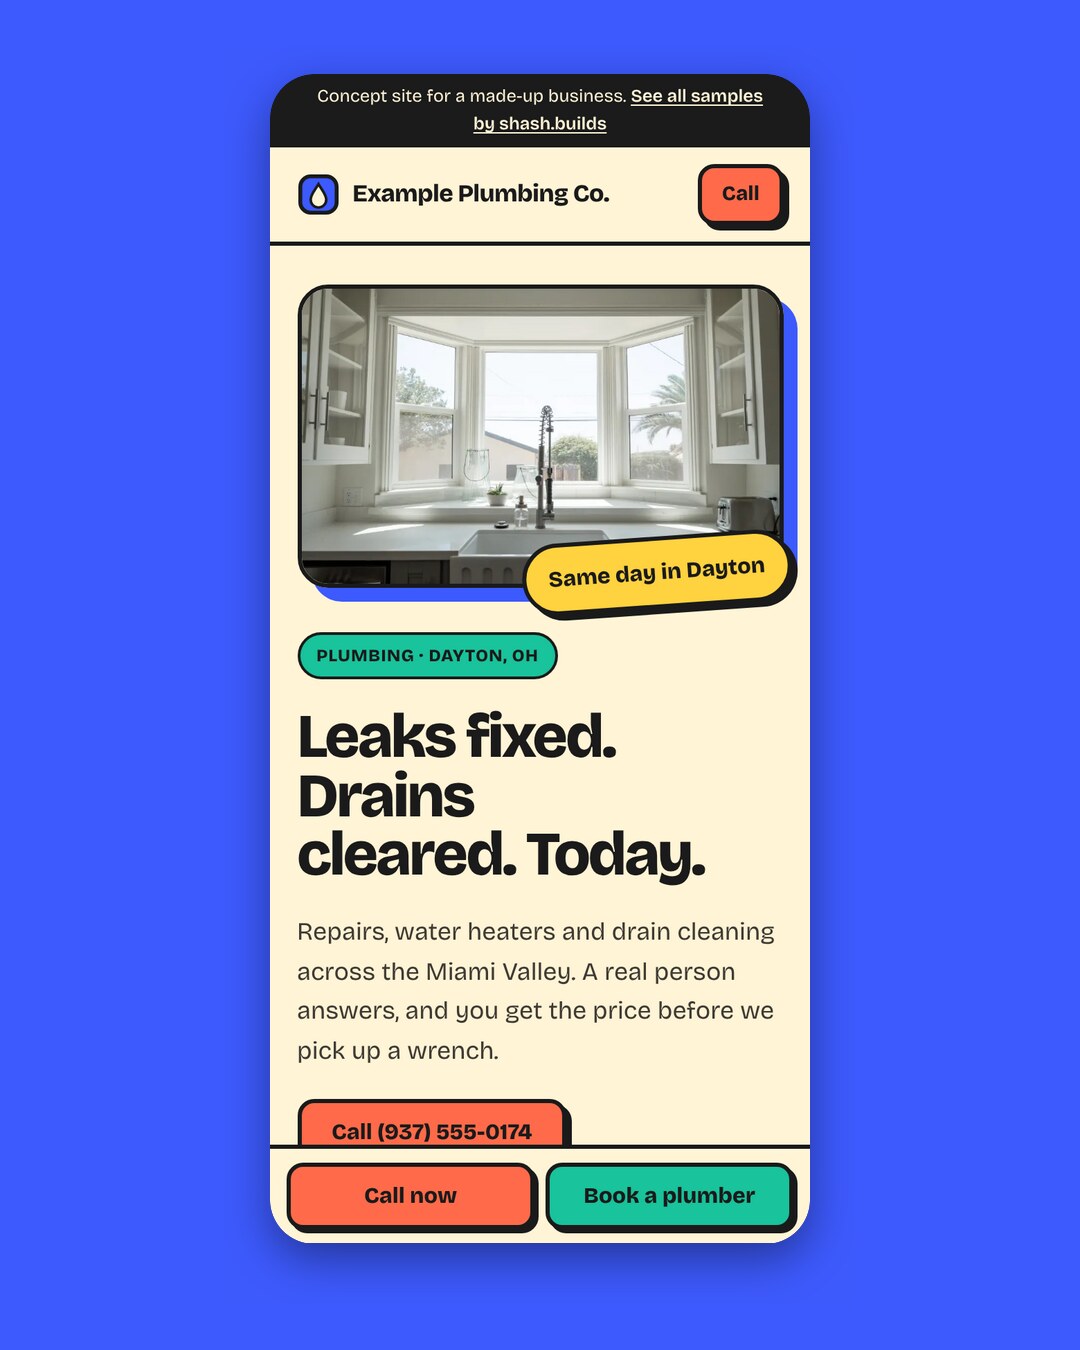 Concept site for a made-up business. See all samples
by shash.builds
Example Plumbing Co.
Call
Same day in Dayton
PLUMBING · DAYTON, OH
Leaks fixed.
Drains
cleared. Today.
Repairs, water heaters and drain cleaning
across the Miami Valley. A real person
answers, and you get the price before we
pick up a wrench.
Call (937) 555-0174
Call now
Book a plumber